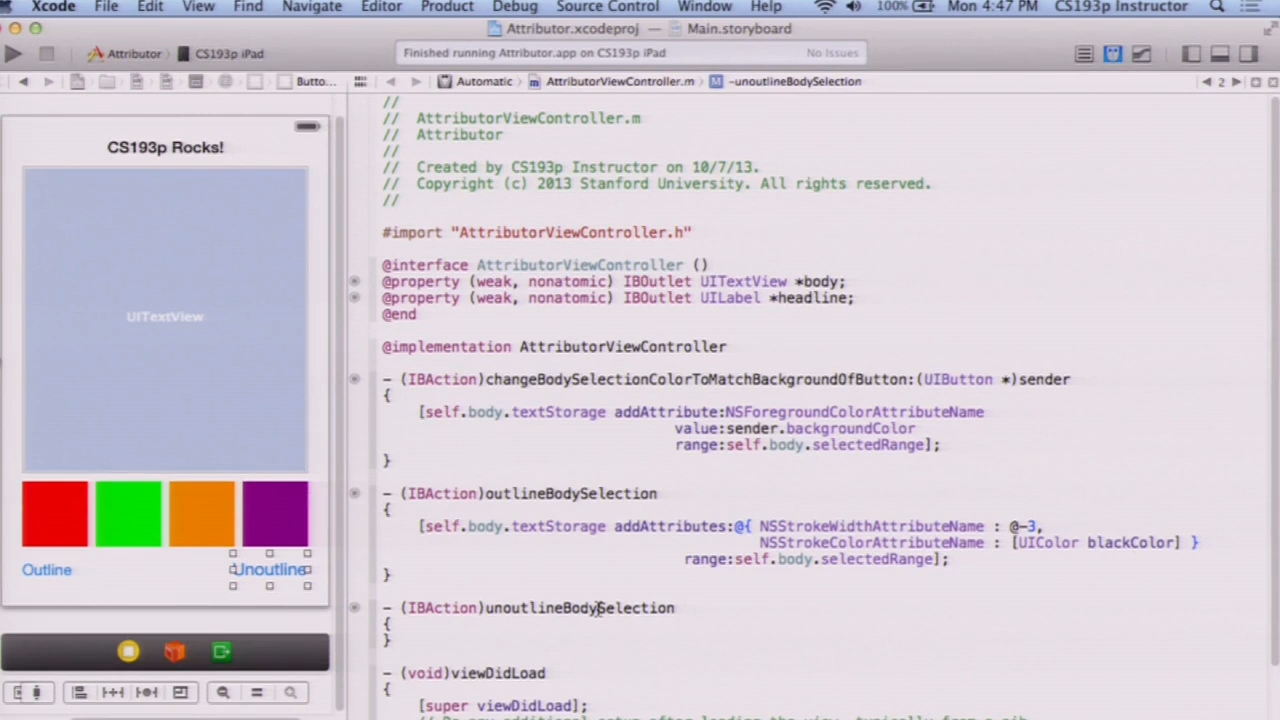 Xcode File Edit View Find Navigate Editor Product Debug Source Control Window Help 100% Mon 4:47 PM CS193p Instructor
Attributor.xcodeproj — Main.storyboard
Attributor CS193p iPad Finished running Attributor.app on CS193p iPad No Issues
Butto... Automatic AttributorViewController.m M -unoutlineBodySelection 2
CS193p Rocks!
UITextView
Outline
Unoutline
//
// AttributorViewController.m
// Attributor
//
// Created by CS193p Instructor on 10/7/13.
// Copyright (c) 2013 Stanford University. All rights reserved.
//
#import "AttributorViewController.h"
@interface AttributorViewController ()
@property (weak, nonatomic) IBOutlet UITextView *body;
@property (weak, nonatomic) IBOutlet UILabel *headline;
@end
@implementation AttributorViewController
- (IBAction)changeBodySelectionColorToMatchBackgroundOfButton:(UIButton *)sender
{
[self.body.textStorage addAttribute:NSForegroundColorAttributeName
value:sender.backgroundColor
range:self.body.selectedRange];
}
- (IBAction)outlineBodySelection
{
[self.body.textStorage addAttributes:@{ NSStrokeWidthAttributeName : @-3,
NSStrokeColorAttributeName : [UIColor blackColor] }
range:self.body.selectedRange];
}
- (IBAction)unoutlineBodySelection
{
}
- (void)viewDidLoad
{
[super viewDidLoad];